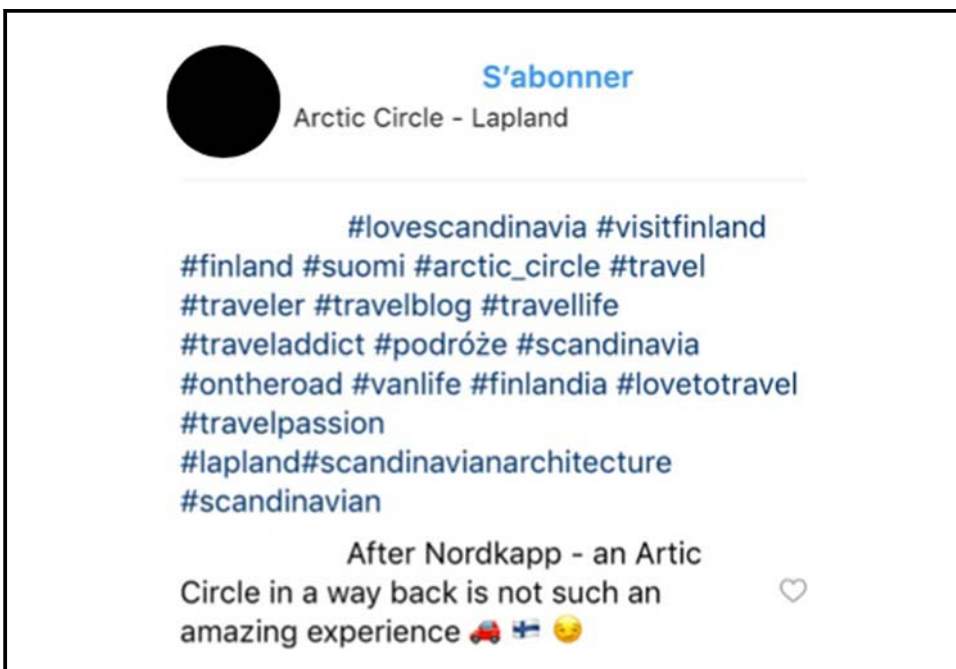 S'abonner
Arctic Circle - Lapland
#lovescandinavia #visitfinland
#finland #suomi #arctic_circle #travel
#traveler #travelblog #travellife
#traveladdict #podróże #scandinavia
#ontheroad #vanlife #finlandia #lovetotravel
#travelpassion
#lapland#scandinavianarchitecture
#scandinavian
After Nordkapp - an Artic
Circle in a way back is not such an
amazing experience 🚗 🇫🇮 😏